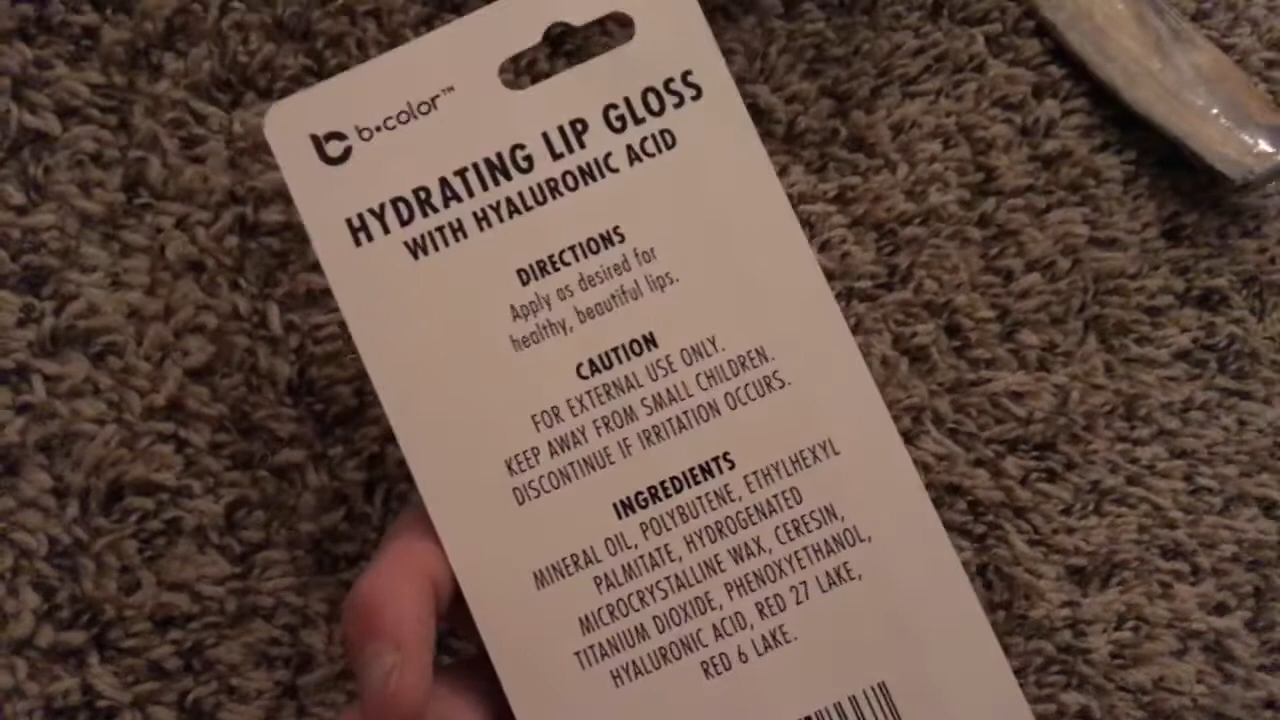 b b•color™
HYDRATING LIP GLOSS
WITH HYALURONIC ACID
DIRECTIONS
Apply as desired for
healthy, beautiful lips.
CAUTION
FOR EXTERNAL USE ONLY.
KEEP AWAY FROM SMALL CHILDREN.
DISCONTINUE IF IRRITATION OCCURS.
INGREDIENTS
MINERAL OIL, POLYBUTENE, ETHYLHEXYL
PALMITATE, HYDROGENATED
MICROCRYSTALLINE WAX, CERESIN,
TITANIUM DIOXIDE, PHENOXYETHANOL,
HYALURONIC ACID, RED 27 LAKE,
RED 6 LAKE.